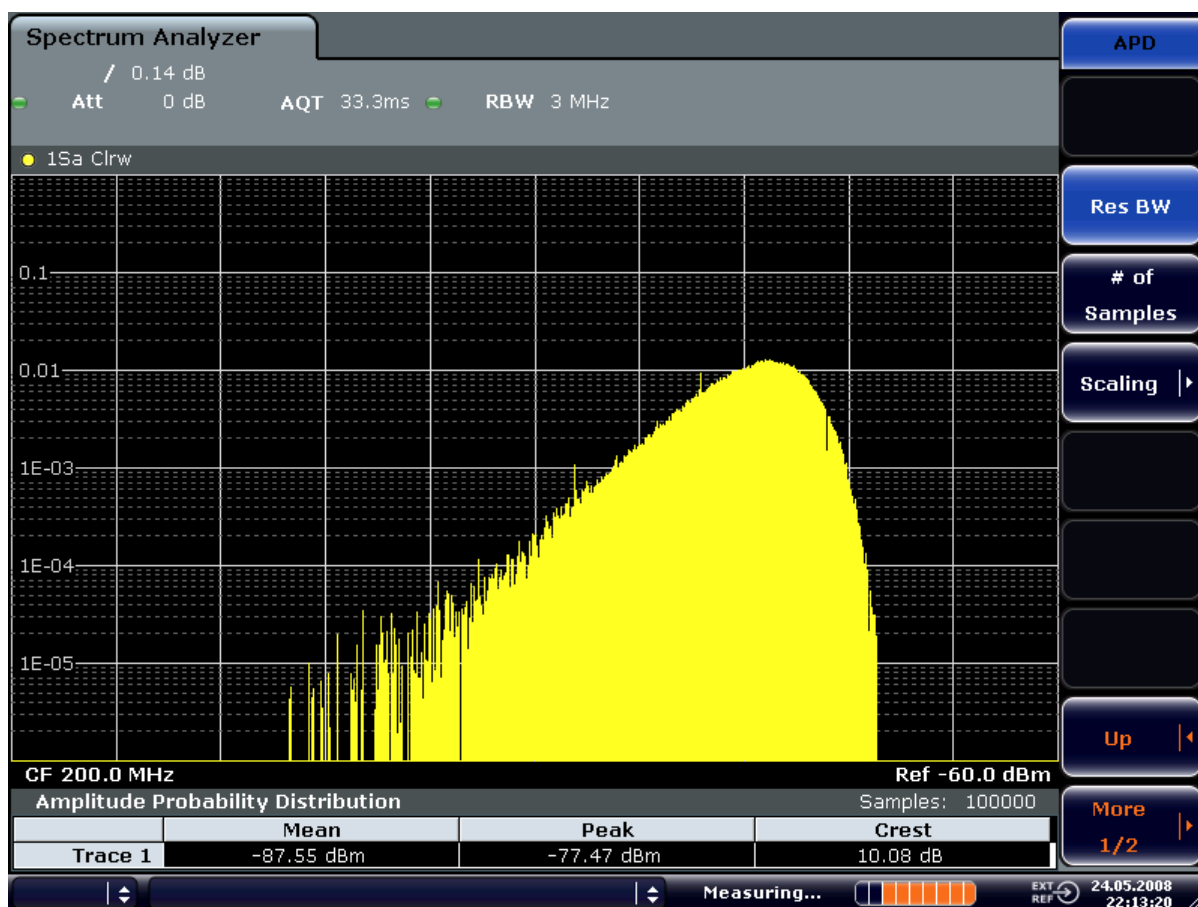 Spectrum Analyzer
/ 0.14 dB
Att 0 dB AQT 33.3ms RBW 3 MHz
1Sa Clrw
0.1
0.01
1E-03
1E-04
1E-05
CF 200.0 MHz Ref -60.0 dBm
Amplitude Probability Distribution Samples: 100000
Mean Peak Crest
Trace 1 -87.55 dBm -77.47 dBm 10.08 dB
Measuring... EXT REF 24.05.2008 22:13:20
APD
Res BW
# of
Samples
Scaling
Up
More
1/2